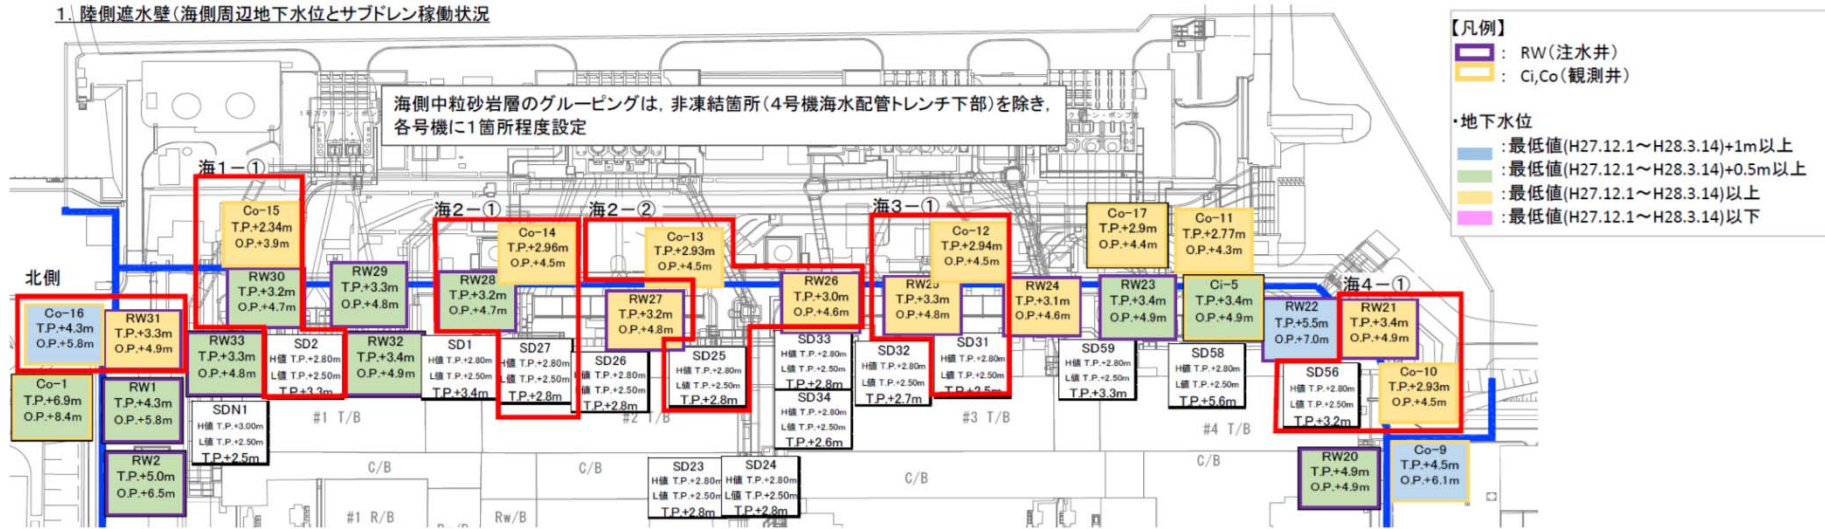 1. 陸側遮水壁(海側周辺地下水位とサブドレン稼働状況
【凡例】
: RW(注水井)
: Ci,Co(観測井)
・地下水位
:最低値(H27.12.1~H28.3.14)+1m以上
:最低値(H27.12.1~H28.3.14)+0.5m以上
:最低値(H27.12.1~H28.3.14)以上
:最低値(H27.12.1~H28.3.14)以下
海側中粒砂岩層のグルーピングは,非凍結箇所(4号機海水配管トレンチ下部)を除き,
各号機に1箇所程度設定
海1-①
海2-①
海2-②
海3-①
海4-①
北側
Co-15
T.P.+2.34m
O.P.+3.9m
Co-14
T.P.+2.96m
O.P.+4.5m
Co-13
T.P.+2.93m
O.P.+4.5m
Co-12
T.P.+2.94m
O.P.+4.5m
Co-17
T.P.+2.9m
O.P.+4.4m
Co-11
T.P.+2.77m
O.P.+4.3m
Co-16
T.P.+4.3m
O.P.+5.8m
RW31
T.P.+3.3m
O.P.+4.9m
RW30
T.P.+3.2m
O.P.+4.7m
RW29
T.P.+3.3m
O.P.+4.8m
RW28
T.P.+3.2m
O.P.+4.7m
RW27
T.P.+3.2m
O.P.+4.8m
RW26
T.P.+3.0m
O.P.+4.6m
RW25
T.P.+3.3m
O.P.+4.8m
RW24
T.P.+3.1m
O.P.+4.6m
RW23
T.P.+3.4m
O.P.+4.9m
Ci-5
T.P.+3.4m
O.P.+4.9m
RW22
T.P.+5.5m
O.P.+7.0m
RW21
T.P.+3.4m
O.P.+4.9m
RW33
T.P.+3.3m
O.P.+4.8m
SD2
H値 T.P.+2.80m
L値 T.P.+2.50m
T.P.+3.3m
RW32
T.P.+3.4m
O.P.+4.9m
SD1
H値 T.P.+2.80m
L値 T.P.+2.50m
T.P.+3.4m
SD27
H値 T.P.+2.80m
L値 T.P.+2.50m
T.P.+2.8m
SD26
H値 T.P.+2.80m
L値 T.P.+2.50m
T.P.+2.8m
SD25
H値 T.P.+2.80m
L値 T.P.+2.50m
T.P.+2.8m
SD33
H値 T.P.+2.80m
L値 T.P.+2.50m
T.P.+2.8m
SD34
H値 T.P.+2.80m
L値 T.P.+2.50m
T.P.+2.6m
SD32
H値 T.P.+2.80m
L値 T.P.+2.50m
T.P.+2.7m
SD31
H値 T.P.+2.80m
L値 T.P.+2.50m
T.P.+2.5m
SD59
H値 T.P.+2.80m
L値 T.P.+2.50m
T.P.+3.3m
SD58
H値 T.P.+2.80m
L値 T.P.+2.50m
T.P.+5.6m
SD56
H値 T.P.+2.80m
L値 T.P.+2.50m
T.P.+3.2m
Co-10
T.P.+2.93m
O.P.+4.5m
Co-1
T.P.+6.9m
O.P.+8.4m
RW1
T.P.+4.3m
O.P.+5.8m
SDN1
H値 T.P.+3.00m
L値 T.P.+2.50m
T.P.+2.5m
#1 T/B
#2 T/B
#3 T/B
#4 T/B
RW2
T.P.+5.0m
O.P.+6.5m
C/B
C/B
C/B
C/B
SD23
H値 T.P.+2.80m
L値 T.P.+2.50m
T.P.+2.8m
SD24
H値 T.P.+2.80m
L値 T.P.+2.50m
T.P.+2.8m
RW20
T.P.+4.9m
O.P.+4.9m
Co-9
T.P.+4.5m
O.P.+6.1m
#1 R/B
Rw/B